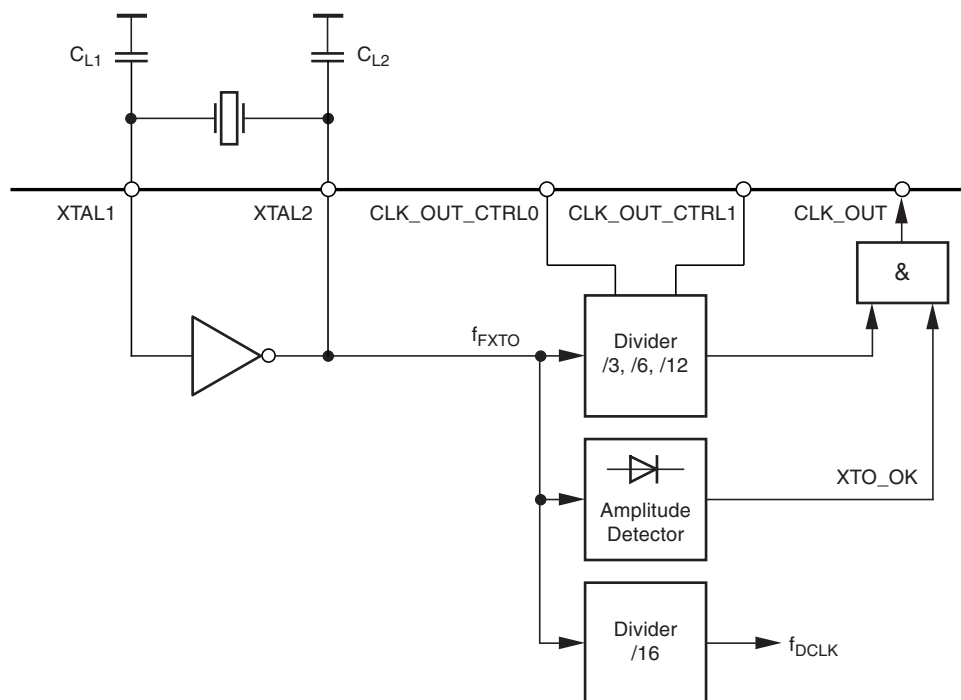 C_L1
C_L2
XTAL1
XTAL2
CLK_OUT_CTRL0
CLK_OUT_CTRL1
CLK_OUT
&
f_FXTO
Divider
/3, /6, /12
XTO_OK
Amplitude
Detector
Divider
/16
f_DCLK